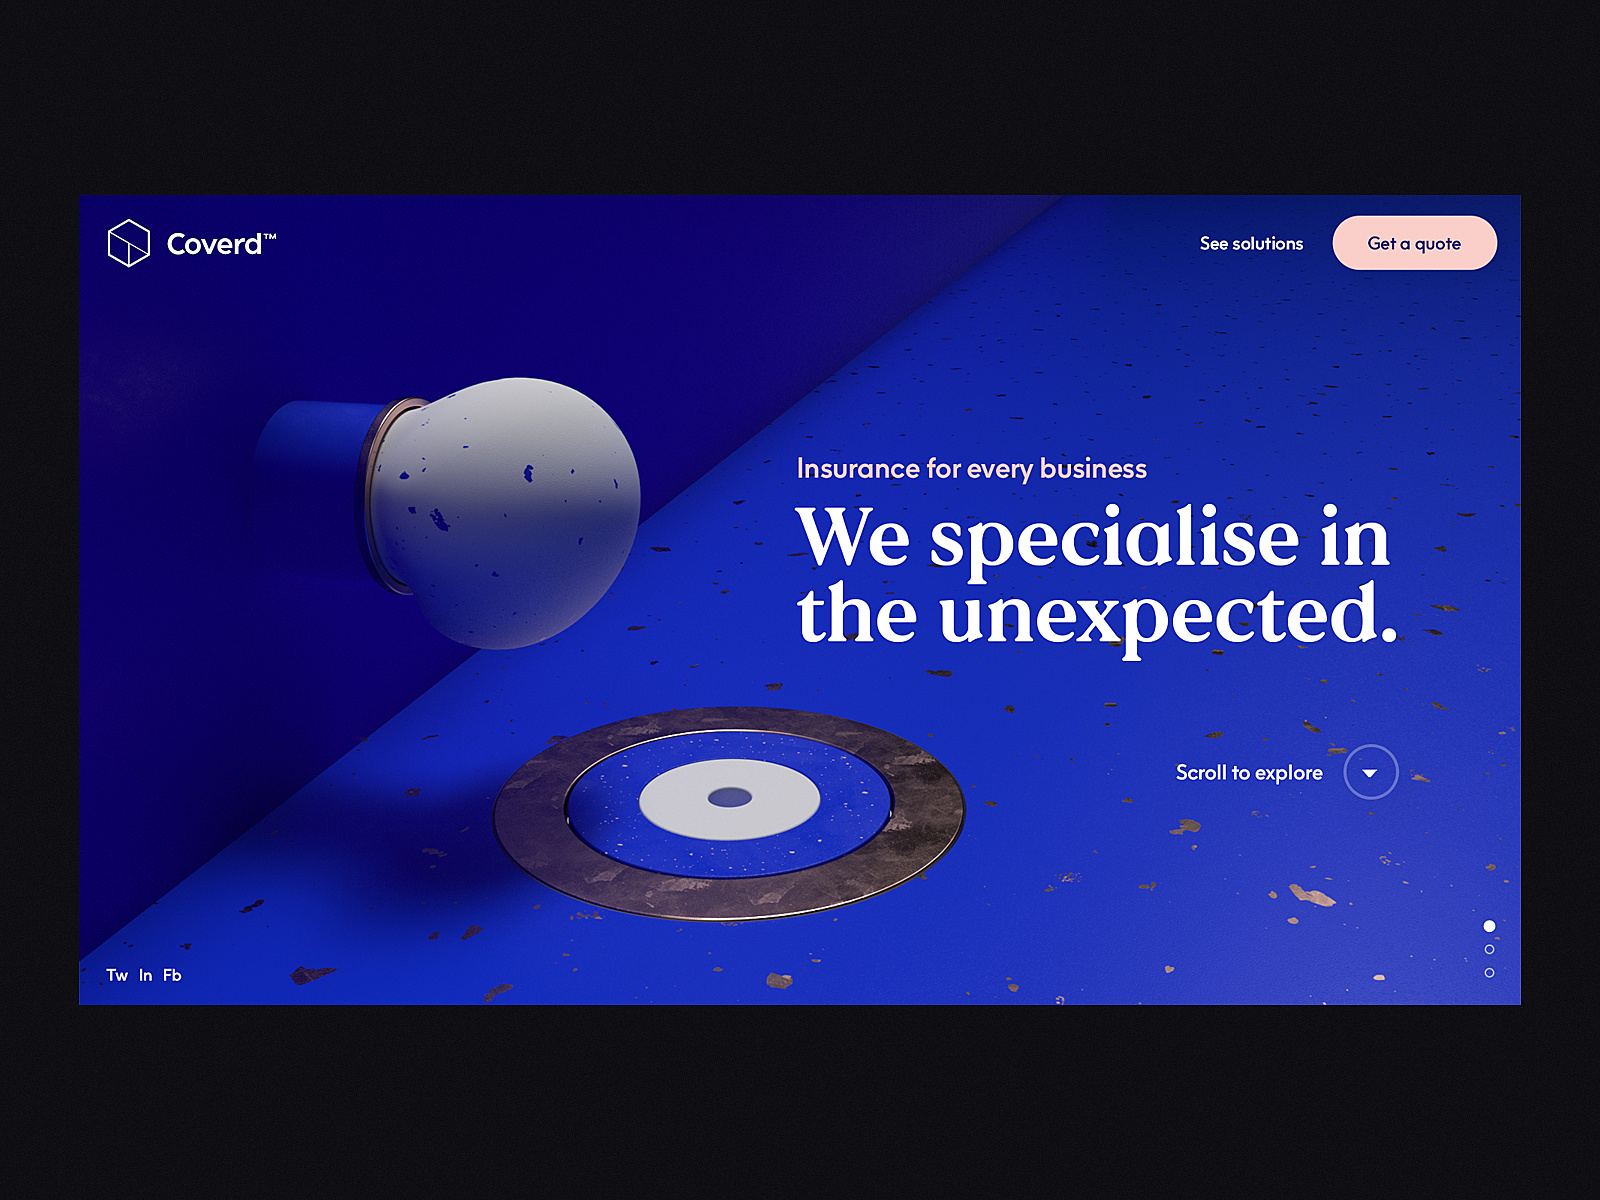 Coverd™
See solutions
Get a quote
Insurance for every business
We specialise in
the unexpected.
Scroll to explore
Tw In Fb